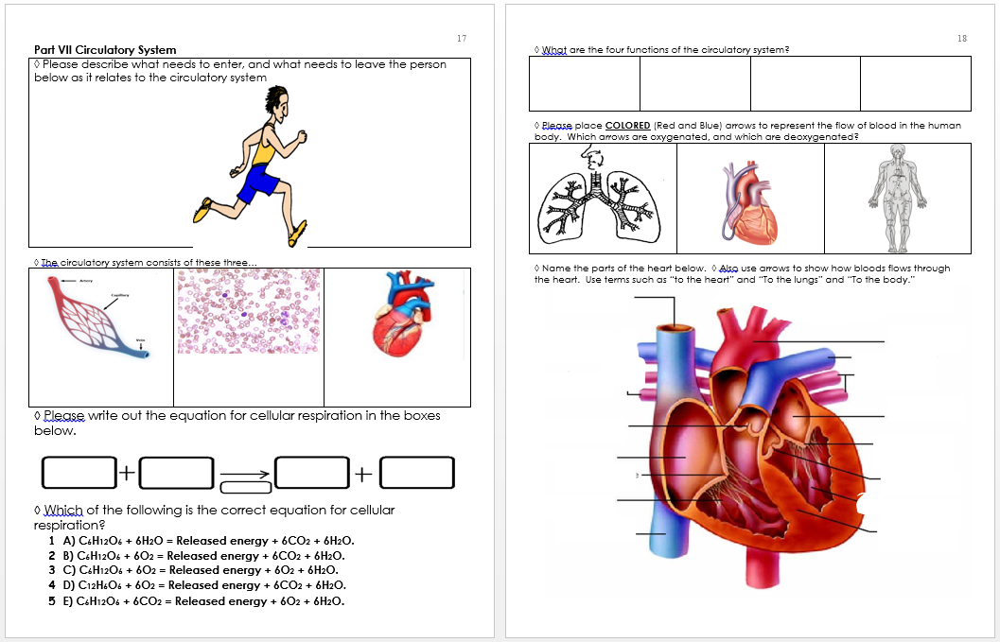 17
Part VII Circulatory System
◊ Please describe what needs to enter, and what needs to leave the person
below as it relates to the circulatory system
◊ The circulatory system consists of these three…
Artery
Capillary
Vein
◊ Please write out the equation for cellular respiration in the boxes
below.
+ +
◊ Which of the following is the correct equation for cellular
respiration?
1 A) C6H12O6 + 6H2O = Released energy + 6CO2 + 6H2O.
2 B) C6H12O6 + 6O2 = Released energy + 6CO2 + 6H2O.
3 C) C6H12O6 + 6O2 = Released energy + 6O2 + 6H2O.
4 D) C12H6O6 + 6O2 = Released energy + 6CO2 + 6H2O.
5 E) C6H12O6 + 6CO2 = Released energy + 6O2 + 6H2O.
18
◊ What are the four functions of the circulatory system?
◊ Please place COLORED (Red and Blue) arrows to represent the flow of blood in the human
body. Which arrows are oxygenated, and which are deoxygenated?
◊ Name the parts of the heart below. ◊ Also use arrows to show how bloods flows through
the heart. Use terms such as “to the heart” and “To the lungs” and “To the body.”